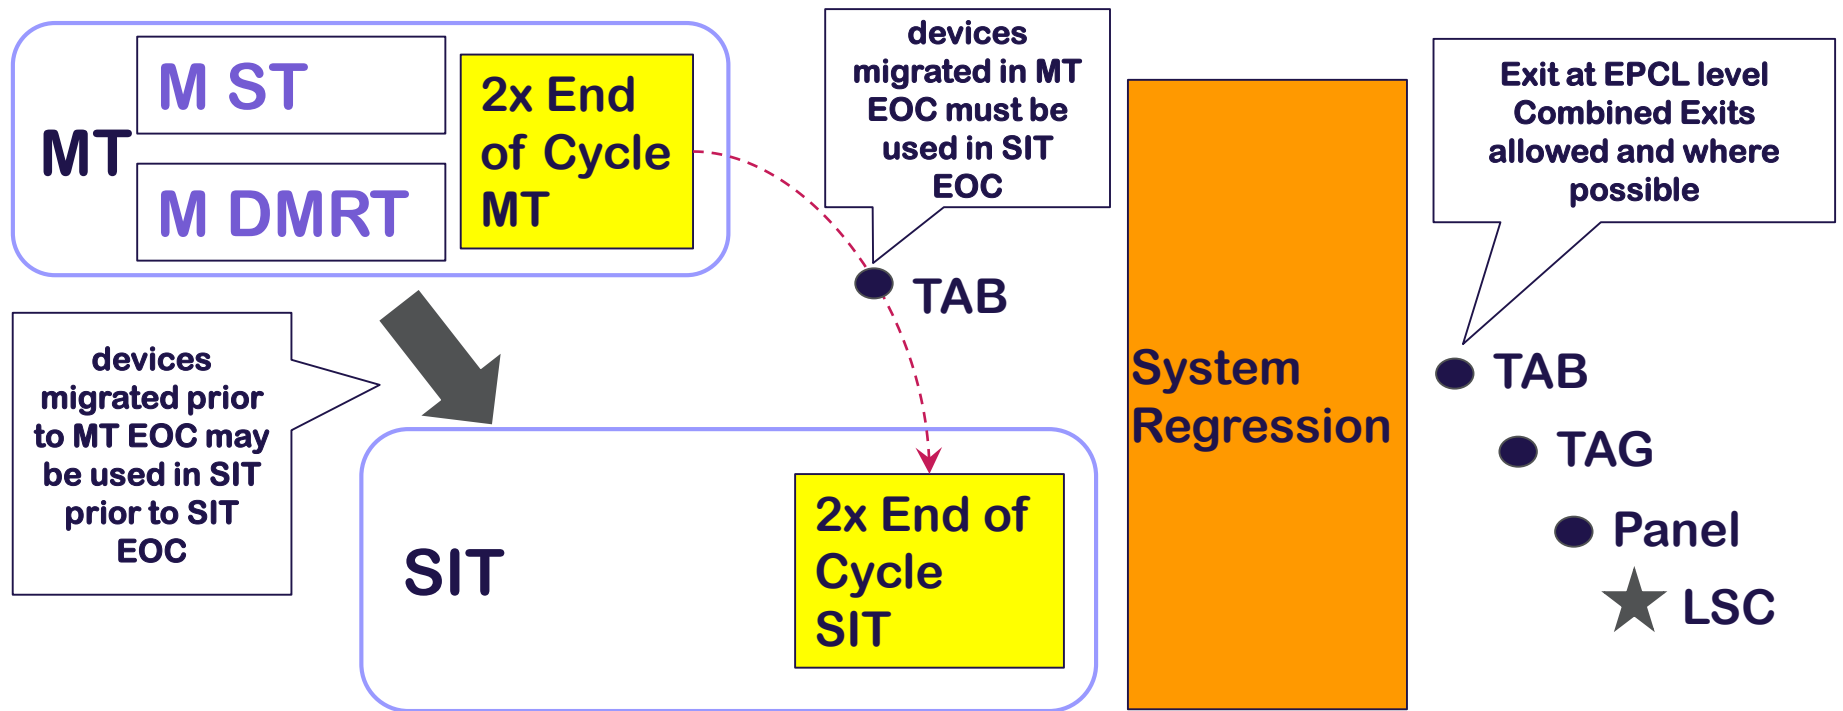 MT
M ST
M DMRT
2x End
of Cycle
MT
devices
migrated in MT
EOC must be
used in SIT
EOC
TAB
devices
migrated prior
to MT EOC may
be used in SIT
prior to SIT
EOC
SIT
2x End of
Cycle
SIT
System
Regression
Exit at EPCL level
Combined Exits
allowed and where
possible
TAB
TAG
Panel
LSC